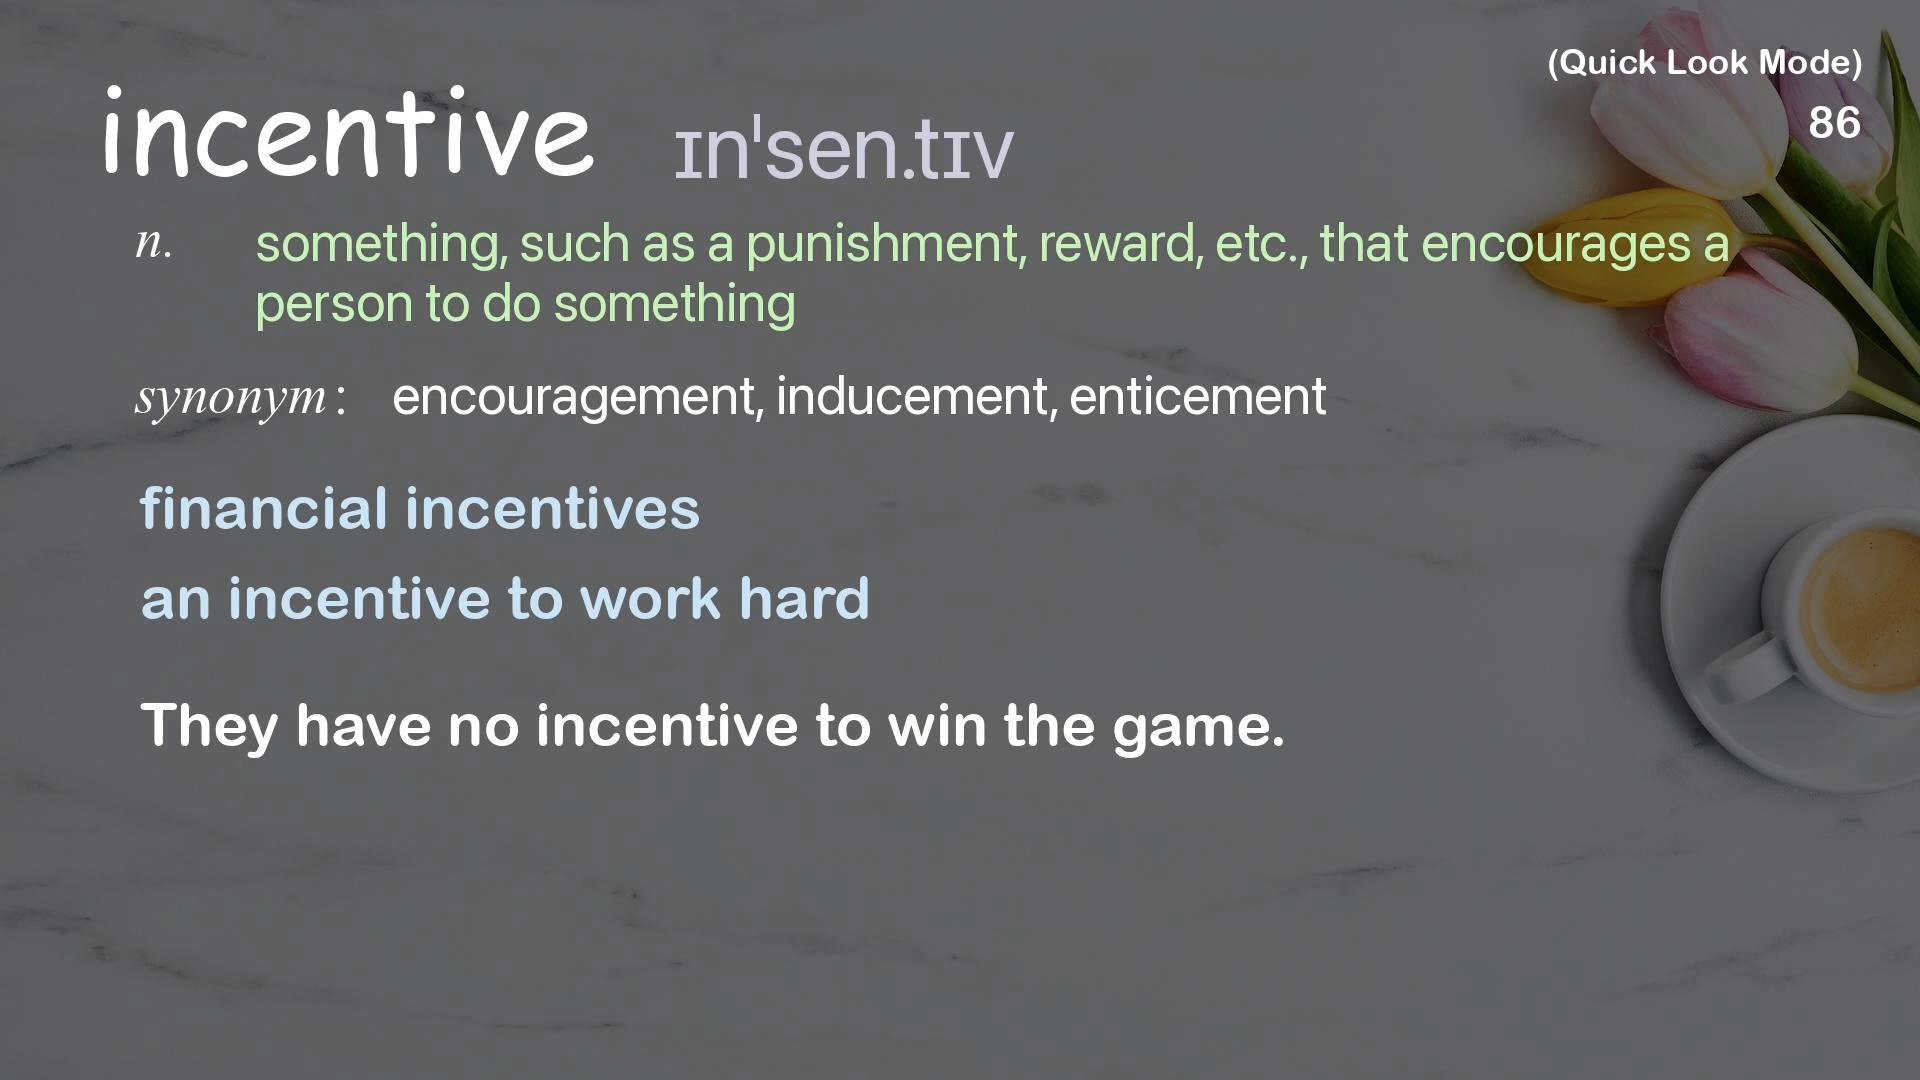 (Quick Look Mode)
86
incentive ɪnˈsen.tɪv
n. something, such as a punishment, reward, etc., that encourages a
person to do something
synonym: encouragement, inducement, enticement
financial incentives
an incentive to work hard
They have no incentive to win the game.